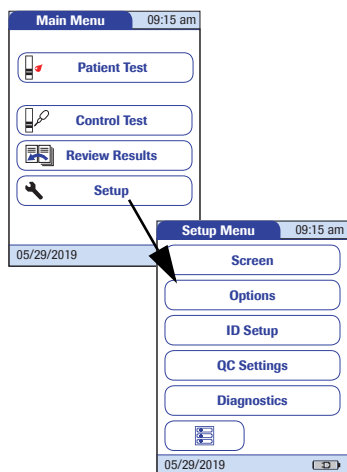 Main Menu 09:15 am
Patient Test
Control Test
Review Results
Setup
05/29/2019
Setup Menu 09:15 am
Screen
Options
ID Setup
QC Settings
Diagnostics
05/29/2019